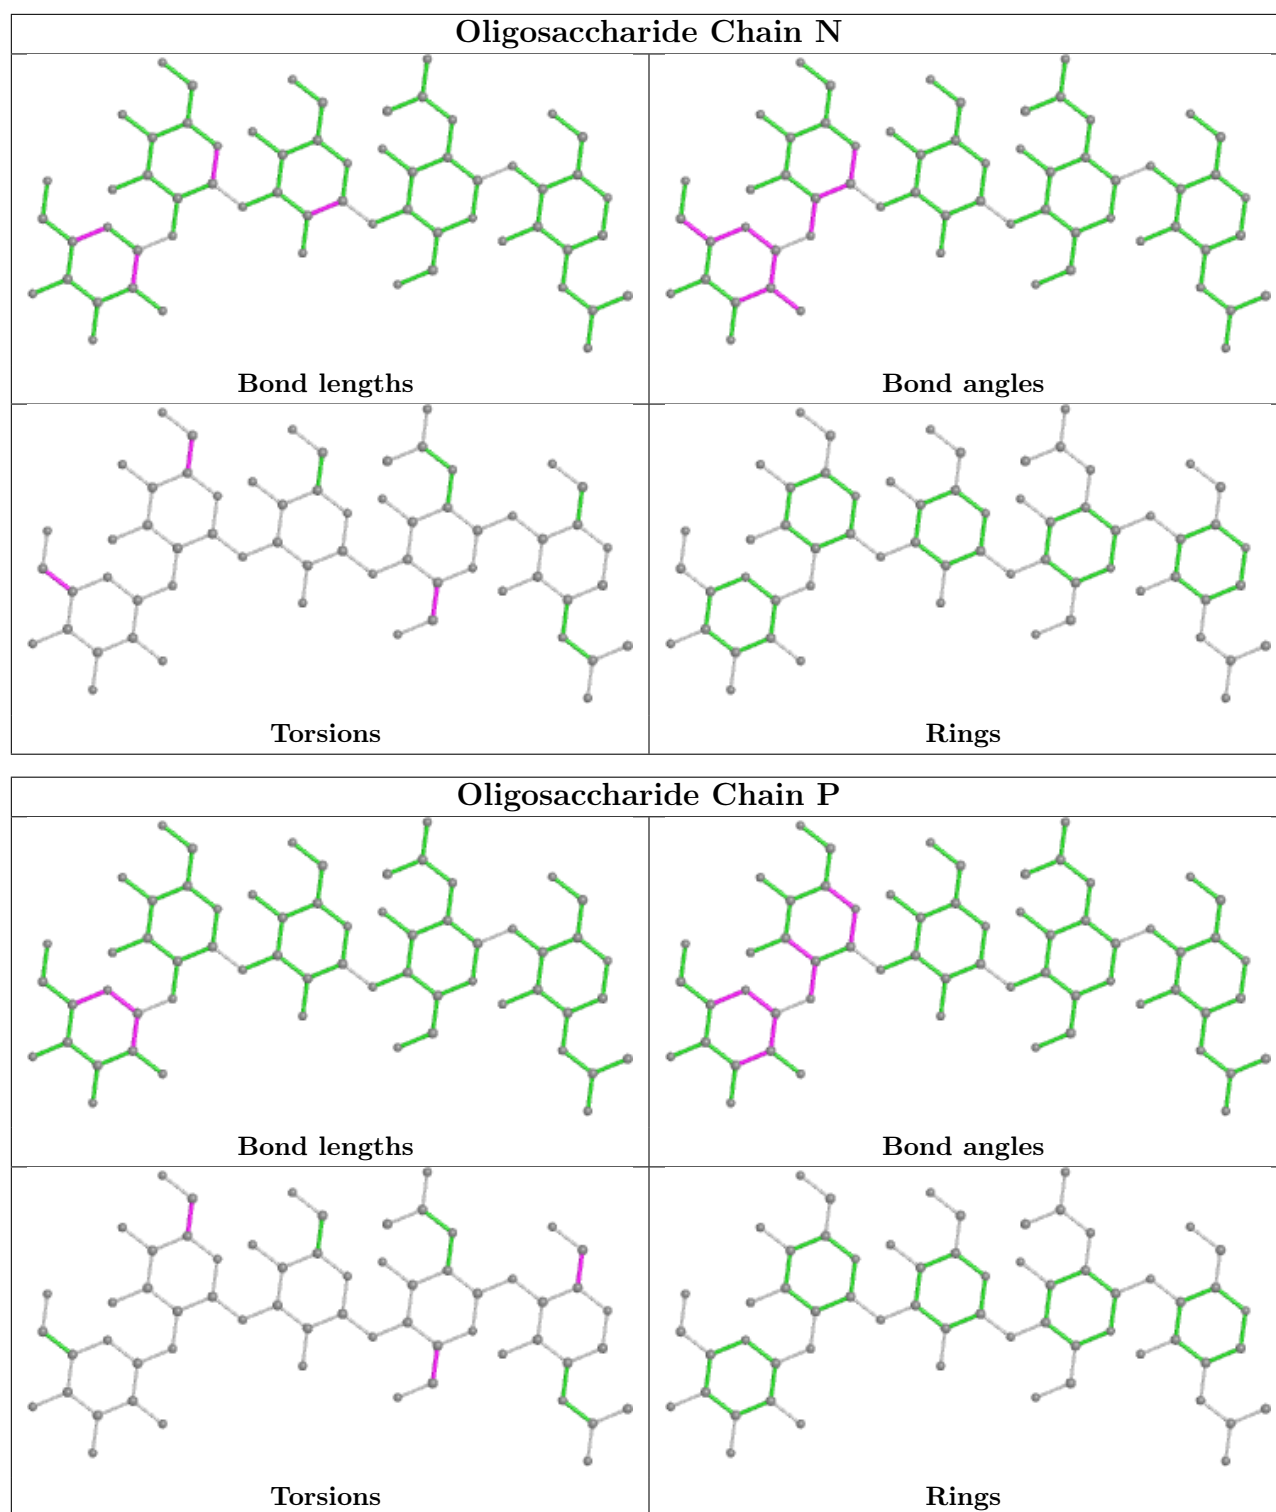 Oligosaccharide Chain N
Bond lengths
Bond angles
Torsions
Rings
Oligosaccharide Chain P
Bond lengths
Bond angles
Torsions
Rings